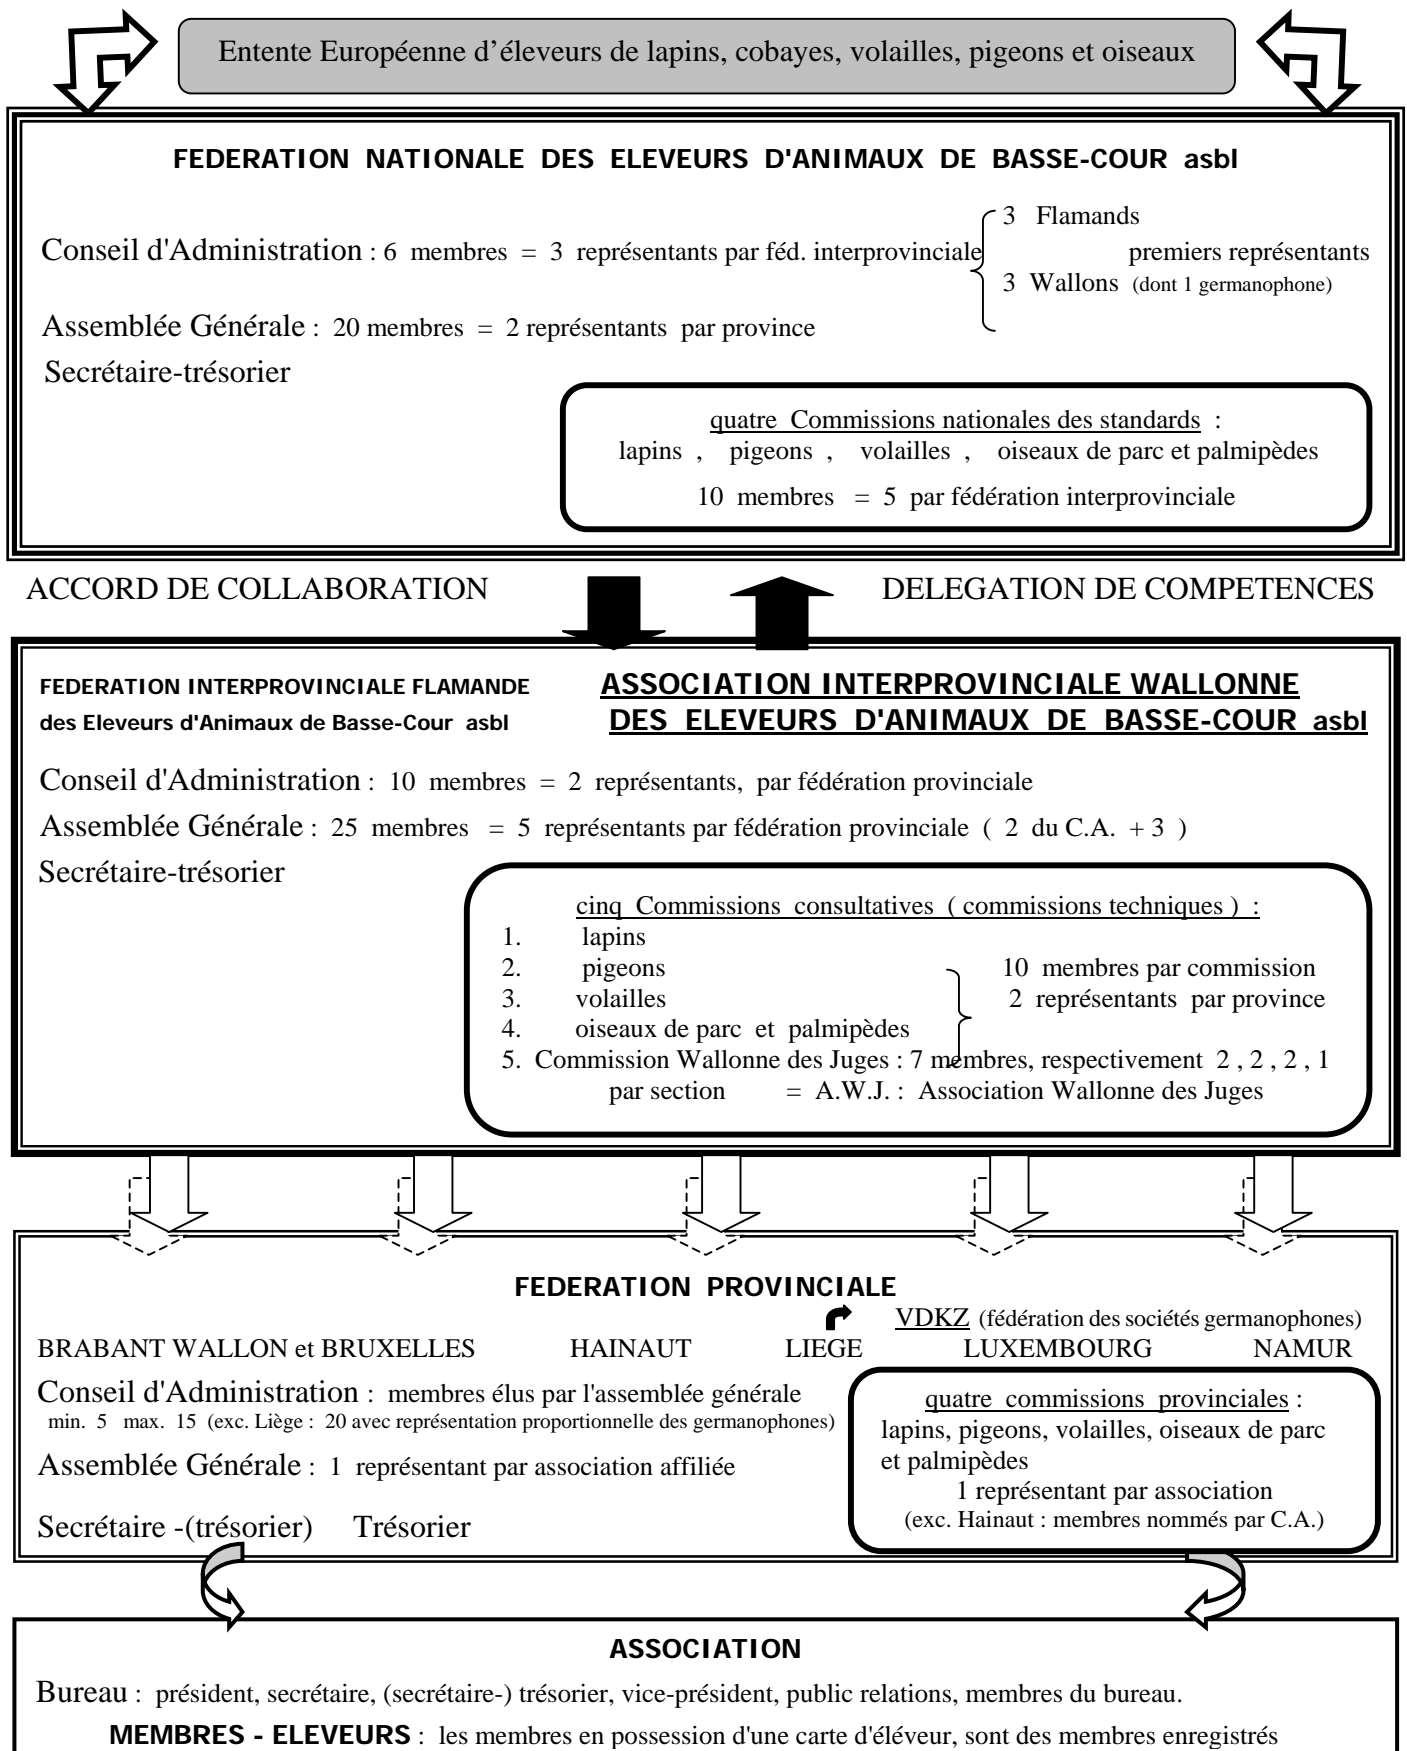 Entente Européenne d'éleveurs de lapins, cobayes, volailles, pigeons et oiseaux
FEDERATION NATIONALE DES ELEVEURS D'ANIMAUX DE BASSE-COUR asbl
3 Flamands
Conseil d'Administration : 6 membres = 3 représentants par féd. interprovinciale premiers représentants
3 Wallons (dont 1 germanophone)
Assemblée Générale : 20 membres = 2 représentants par province
Secrétaire-trésorier
quatre Commissions nationales des standards :
lapins , pigeons , volailles , oiseaux de parc et palmipèdes
10 membres = 5 par fédération interprovinciale
ACCORD DE COLLABORATION DELEGATION DE COMPETENCES
FEDERATION INTERPROVINCIALE FLAMANDE
des Eleveurs d'Animaux de Basse-Cour asbl
ASSOCIATION INTERPROVINCIALE WALLONNE
DES ELEVEURS D'ANIMAUX DE BASSE-COUR asbl
Conseil d'Administration : 10 membres = 2 représentants, par fédération provinciale
Assemblée Générale : 25 membres = 5 représentants par fédération provinciale ( 2 du C.A. + 3 )
Secrétaire-trésorier
cinq Commissions consultatives ( commissions techniques ) :
1. lapins
2. pigeons 10 membres par commission
3. volailles 2 représentants par province
4. oiseaux de parc et palmipèdes
5. Commission Wallonne des Juges : 7 membres, respectivement 2 , 2 , 2 , 1
par section = A.W.J. : Association Wallonne des Juges
FEDERATION PROVINCIALE
VDKZ (fédération des sociétés germanophones)
BRABANT WALLON et BRUXELLES HAINAUT LIEGE LUXEMBOURG NAMUR
Conseil d'Administration : membres élus par l'assemblée générale
min. 5 max. 15 (exc. Liège : 20 avec représentation proportionnelle des germanophones)
Assemblée Générale : 1 représentant par association affiliée
Secrétaire -(trésorier) Trésorier
quatre commissions provinciales :
lapins, pigeons, volailles, oiseaux de parc
et palmipèdes
1 représentant par association
(exc. Hainaut : membres nommés par C.A.)
ASSOCIATION
Bureau : président, secrétaire, (secrétaire-) trésorier, vice-président, public relations, membres du bureau.
MEMBRES - ELEVEURS : les membres en possession d'une carte d'éléveur, sont des membres enregistrés